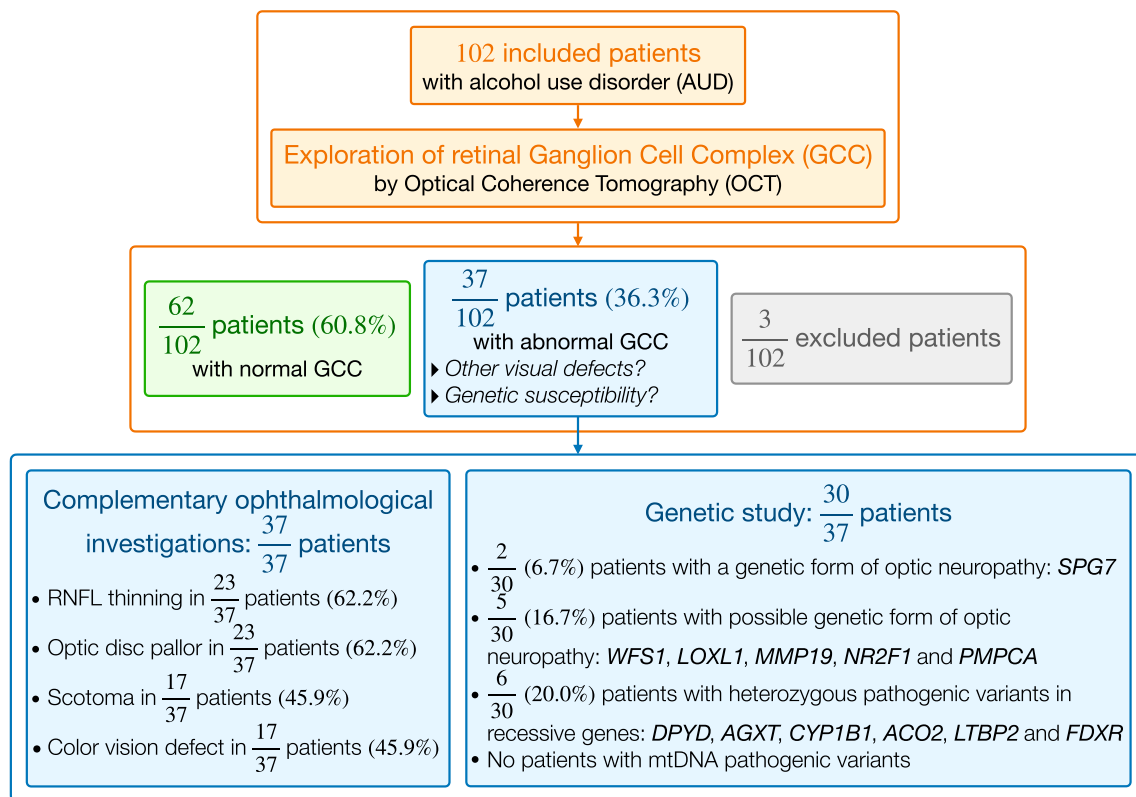 102 included patients
with alcohol use disorder (AUD)
Exploration of retinal Ganglion Cell Complex (GCC)
by Optical Coherence Tomography (OCT)
62/102 patients (60.8%)
with normal GCC
37/102 patients (36.3%)
with abnormal GCC
▸ Other visual defects?
▸ Genetic susceptibility?
3/102 excluded patients
Complementary ophthalmological
investigations: 37/37 patients
• RNFL thinning in 23/37 patients (62.2%)
• Optic disc pallor in 23/37 patients (62.2%)
• Scotoma in 17/37 patients (45.9%)
• Color vision defect in 17/37 patients (45.9%)
Genetic study: 30/37 patients
• 2/30 (6.7%) patients with a genetic form of optic neuropathy: SPG7
• 5/30 (16.7%) patients with possible genetic form of optic
neuropathy: WFS1, LOXL1, MMP19, NR2F1 and PMPCA
• 6/30 (20.0%) patients with heterozygous pathogenic variants in
recessive genes: DPYD, AGXT, CYP1B1, ACO2, LTBP2 and FDXR
• No patients with mtDNA pathogenic variants